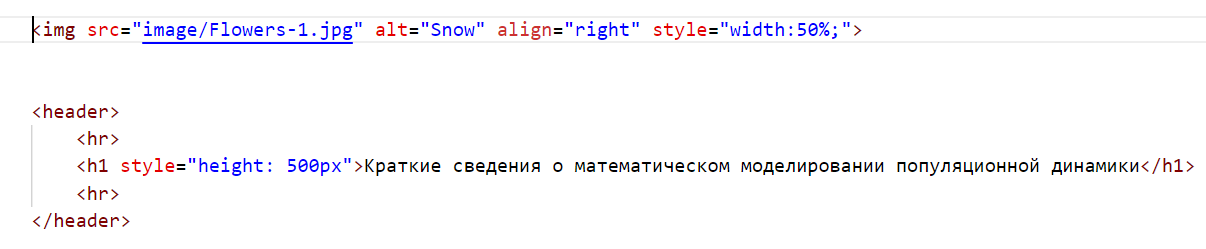 <img src="image/Flowers-1.jpg" alt="Snow" align="right" style="width:50%;">
<header>
<hr>
<h1 style="height: 500px">Краткие сведения о математическом моделировании популяционной динамики</h1>
<hr>
</header>